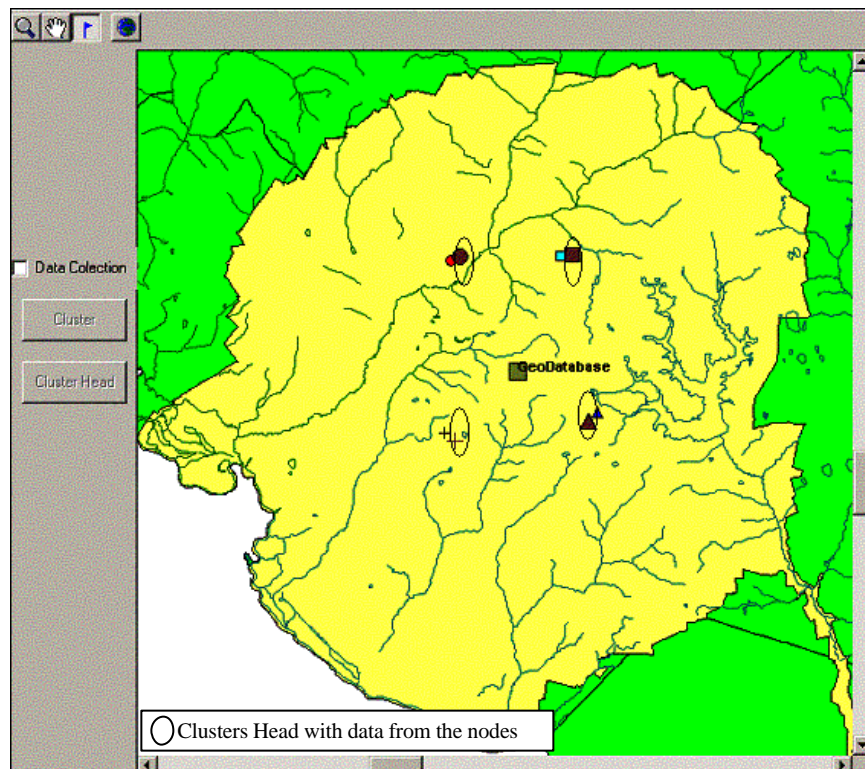 Data Colection
Cluster
Cluster Head
GeoDatabase
Clusters Head with data from the nodes